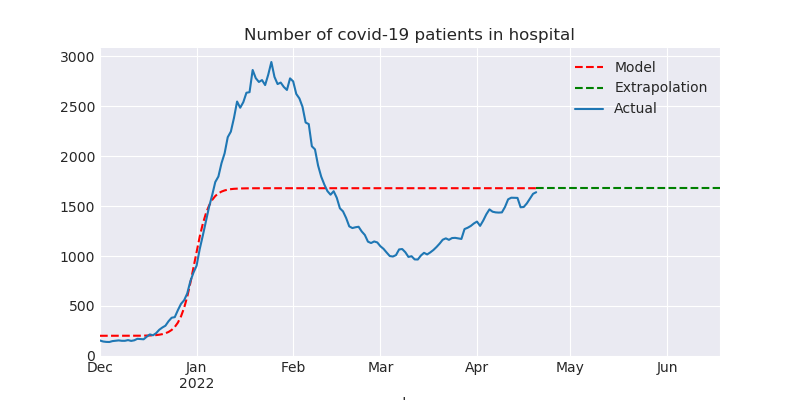 Number of covid-19 patients in hospital
3000
2500
2000
1500
1000
500
0
Model
Extrapolation
Actual
Dec
Jan
2022
Feb
Mar
Apr
May
Jun